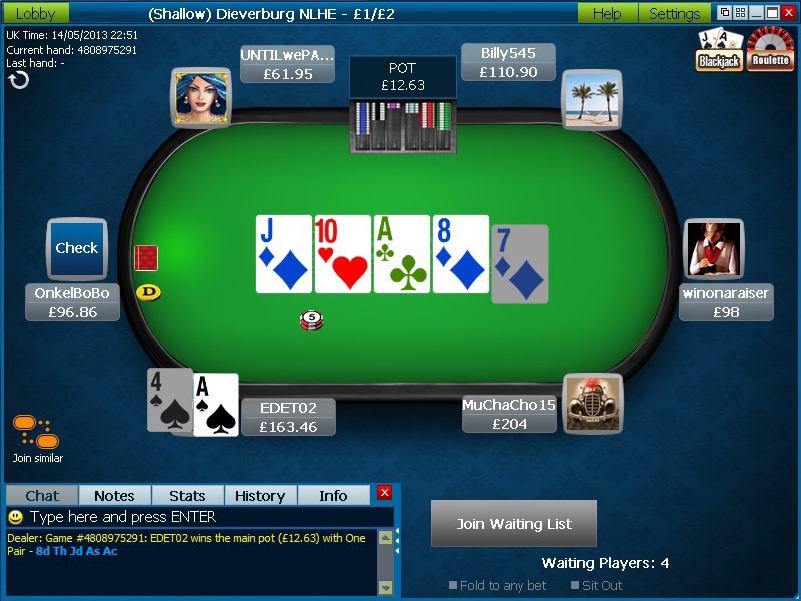 Lobby
(Shallow) Dieverburg NLHE - £1/£2
Help
Settings
UK Time: 14/05/2013 22:51
Current hand: 4808975291
Last hand: -
Blackjack
Roulette
UNTILwePA...
£61.95
POT
£12.63
Billy545
£110.90
Check
OnkelBoBo
£96.86
D
J
10
A
8
7
winonaraiser
£98
5
4
A
EDET02
£163.46
MuChaCho15
£204
Join similar
Chat
Notes
Stats
History
Info
Type here and press ENTER
Dealer: Game #4808975291: EDET02 wins the main pot (£12.63) with One
Pair - 8d Th Jd As Ac
Join Waiting List
Waiting Players: 4
Fold to any bet
Sit Out